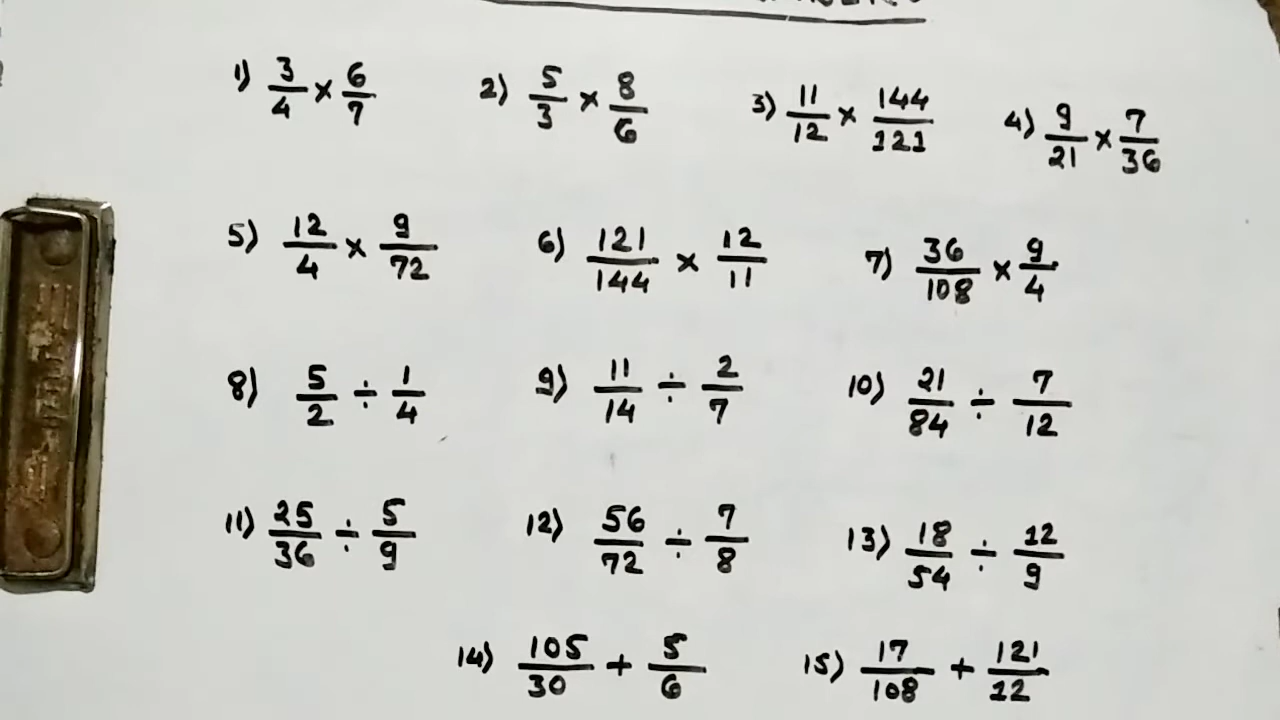 1) 3/4 × 6/7 2) 5/3 × 8/6 3) 11/12 × 144/121 4) 9/21 × 7/36
5) 12/4 × 9/72 6) 121/144 × 12/11 7) 36/108 × 9/4
8) 5/2 ÷ 1/4 9) 11/14 ÷ 2/7 10) 21/84 ÷ 7/12
11) 25/36 ÷ 5/9 12) 56/72 ÷ 7/8 13) 18/54 ÷ 12/9
14) 105/30 + 5/6 15) 17/108 + 121/12